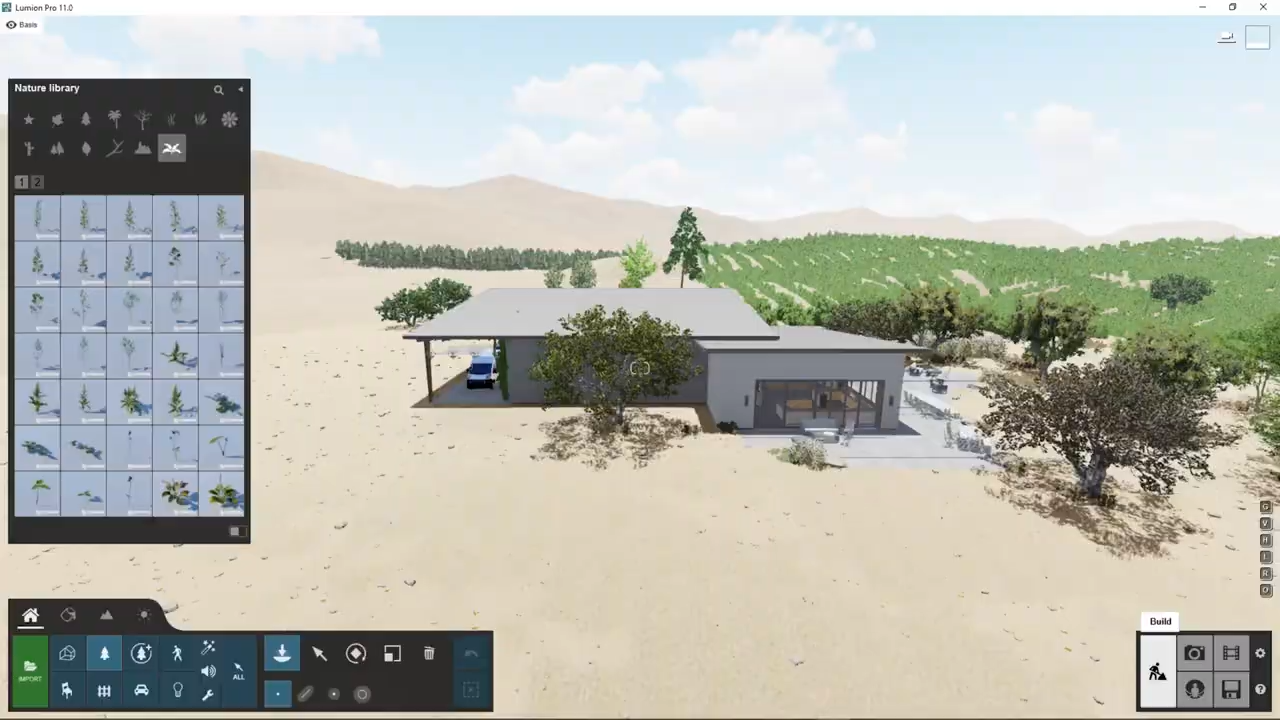 Lumion Pro 11.0
Basis
Nature library
1 2
G
V
H
R
O
Build
IMPORT
ALL